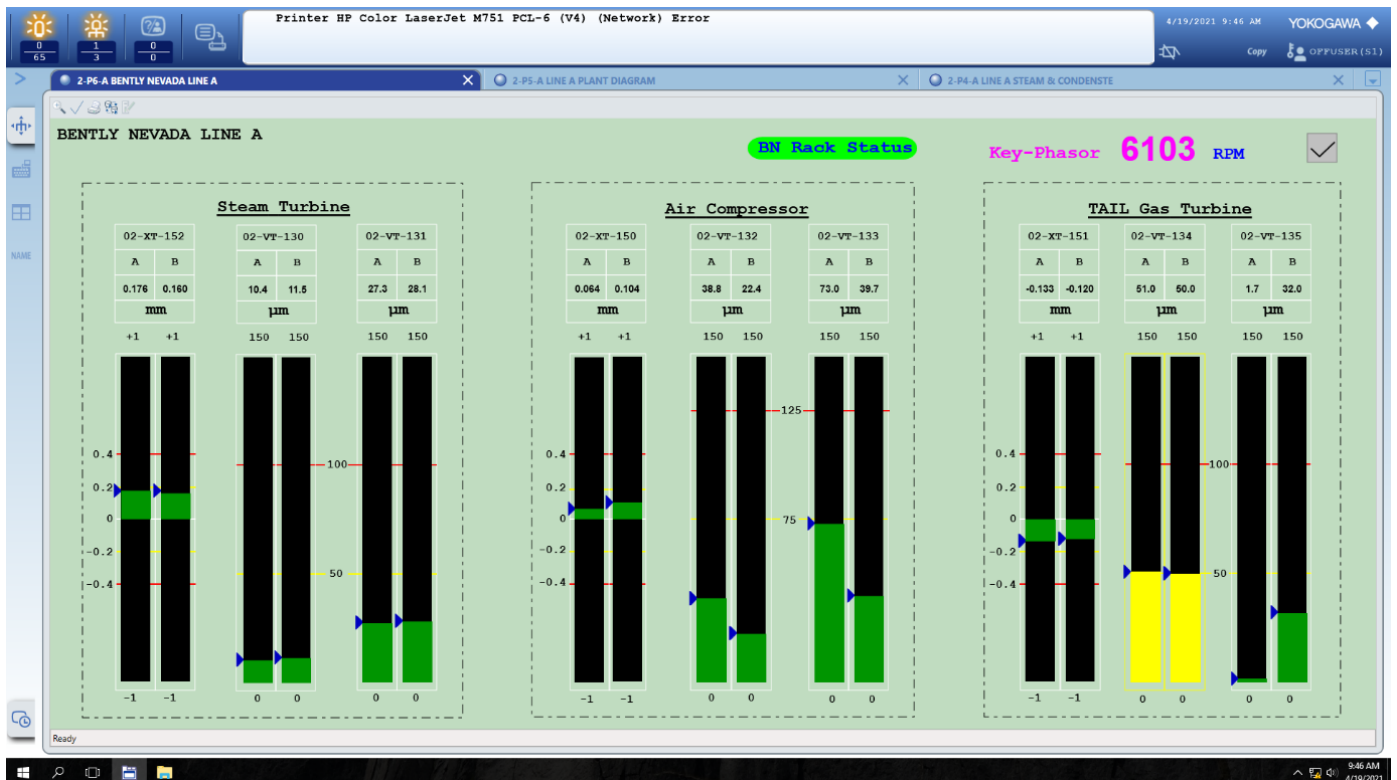 Printer HP Color LaserJet M751 PCL-6 (V4) (Network) Error
4/19/2021 9:46 AM YOKOGAWA
0 1 0
65 3 0
Copy OFFUSER(S1)
2-P6-A BENTLY NEVADA LINE A 2-P5-A LINE A PLANT DIAGRAM 2-P4-A LINE A STEAM & CONDENSTE
BENTLY NEVADA LINE A
BN Rack Status Key-Phasor 6103 RPM
NAME
Steam Turbine Air Compressor TAIL Gas Turbine
02-XT-152 02-VT-130 02-VT-131 02-XT-150 02-VT-132 02-VT-133 02-XT-151 02-VT-134 02-VT-135
A B A B A B A B A B A B A B A B A B
0.176 0.160 10.4 11.5 27.3 28.1 0.064 0.104 38.8 22.4 73.0 39.7 -0.133 -0.120 51.0 50.0 1.7 32.0
mm µm µm mm µm µm mm µm µm
+1 +1 150 150 150 150 +1 +1 150 150 150 150 +1 +1 150 150 150 150
125
0.4 0.4 0.4
100 100
0.2 0.2 0.2
0 0 75 0
-0.2 -0.2 -0.2
50 50
-0.4 -0.4 -0.4
-1 -1 0 0 0 0 -1 -1 0 0 0 0 -1 -1 0 0 0 0
Ready
9:46 AM
4/19/2021